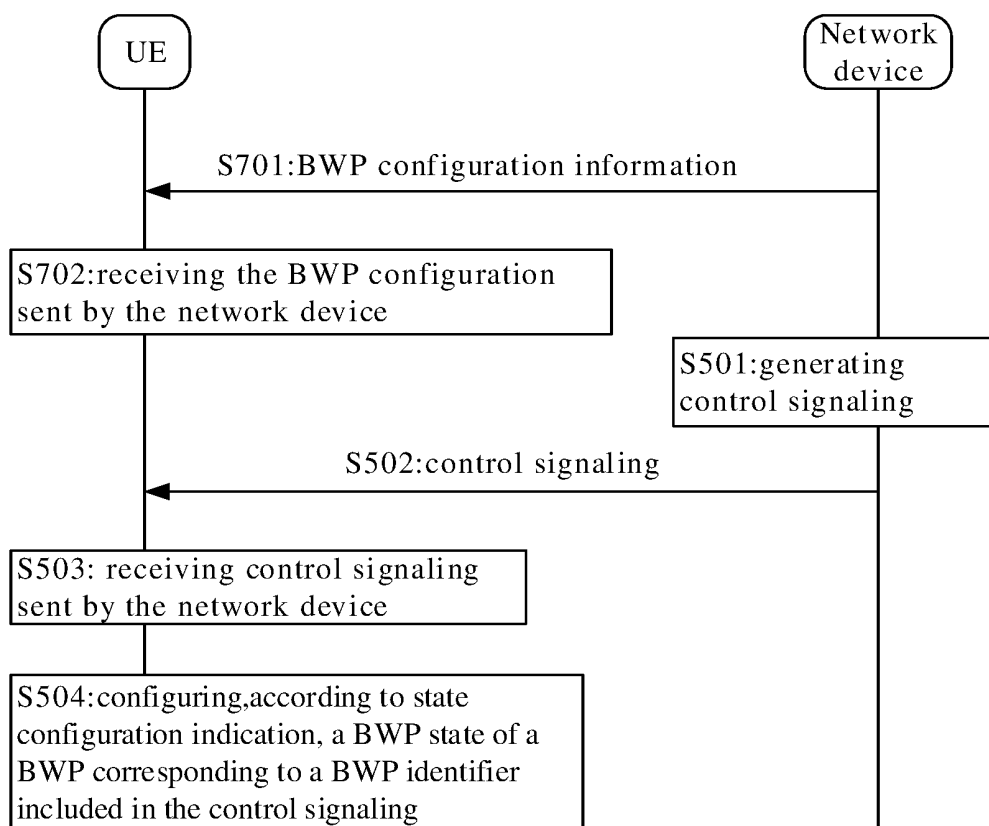 UE
Network
device
S701:BWP configuration information
S702:receiving the BWP configuration
sent by the network device
S501:generating
control signaling
S502:control signaling
S503: receiving control signaling
sent by the network device
S504:configuring,according to state
configuration indication, a BWP state of a
BWP corresponding to a BWP identifier
included in the control signaling